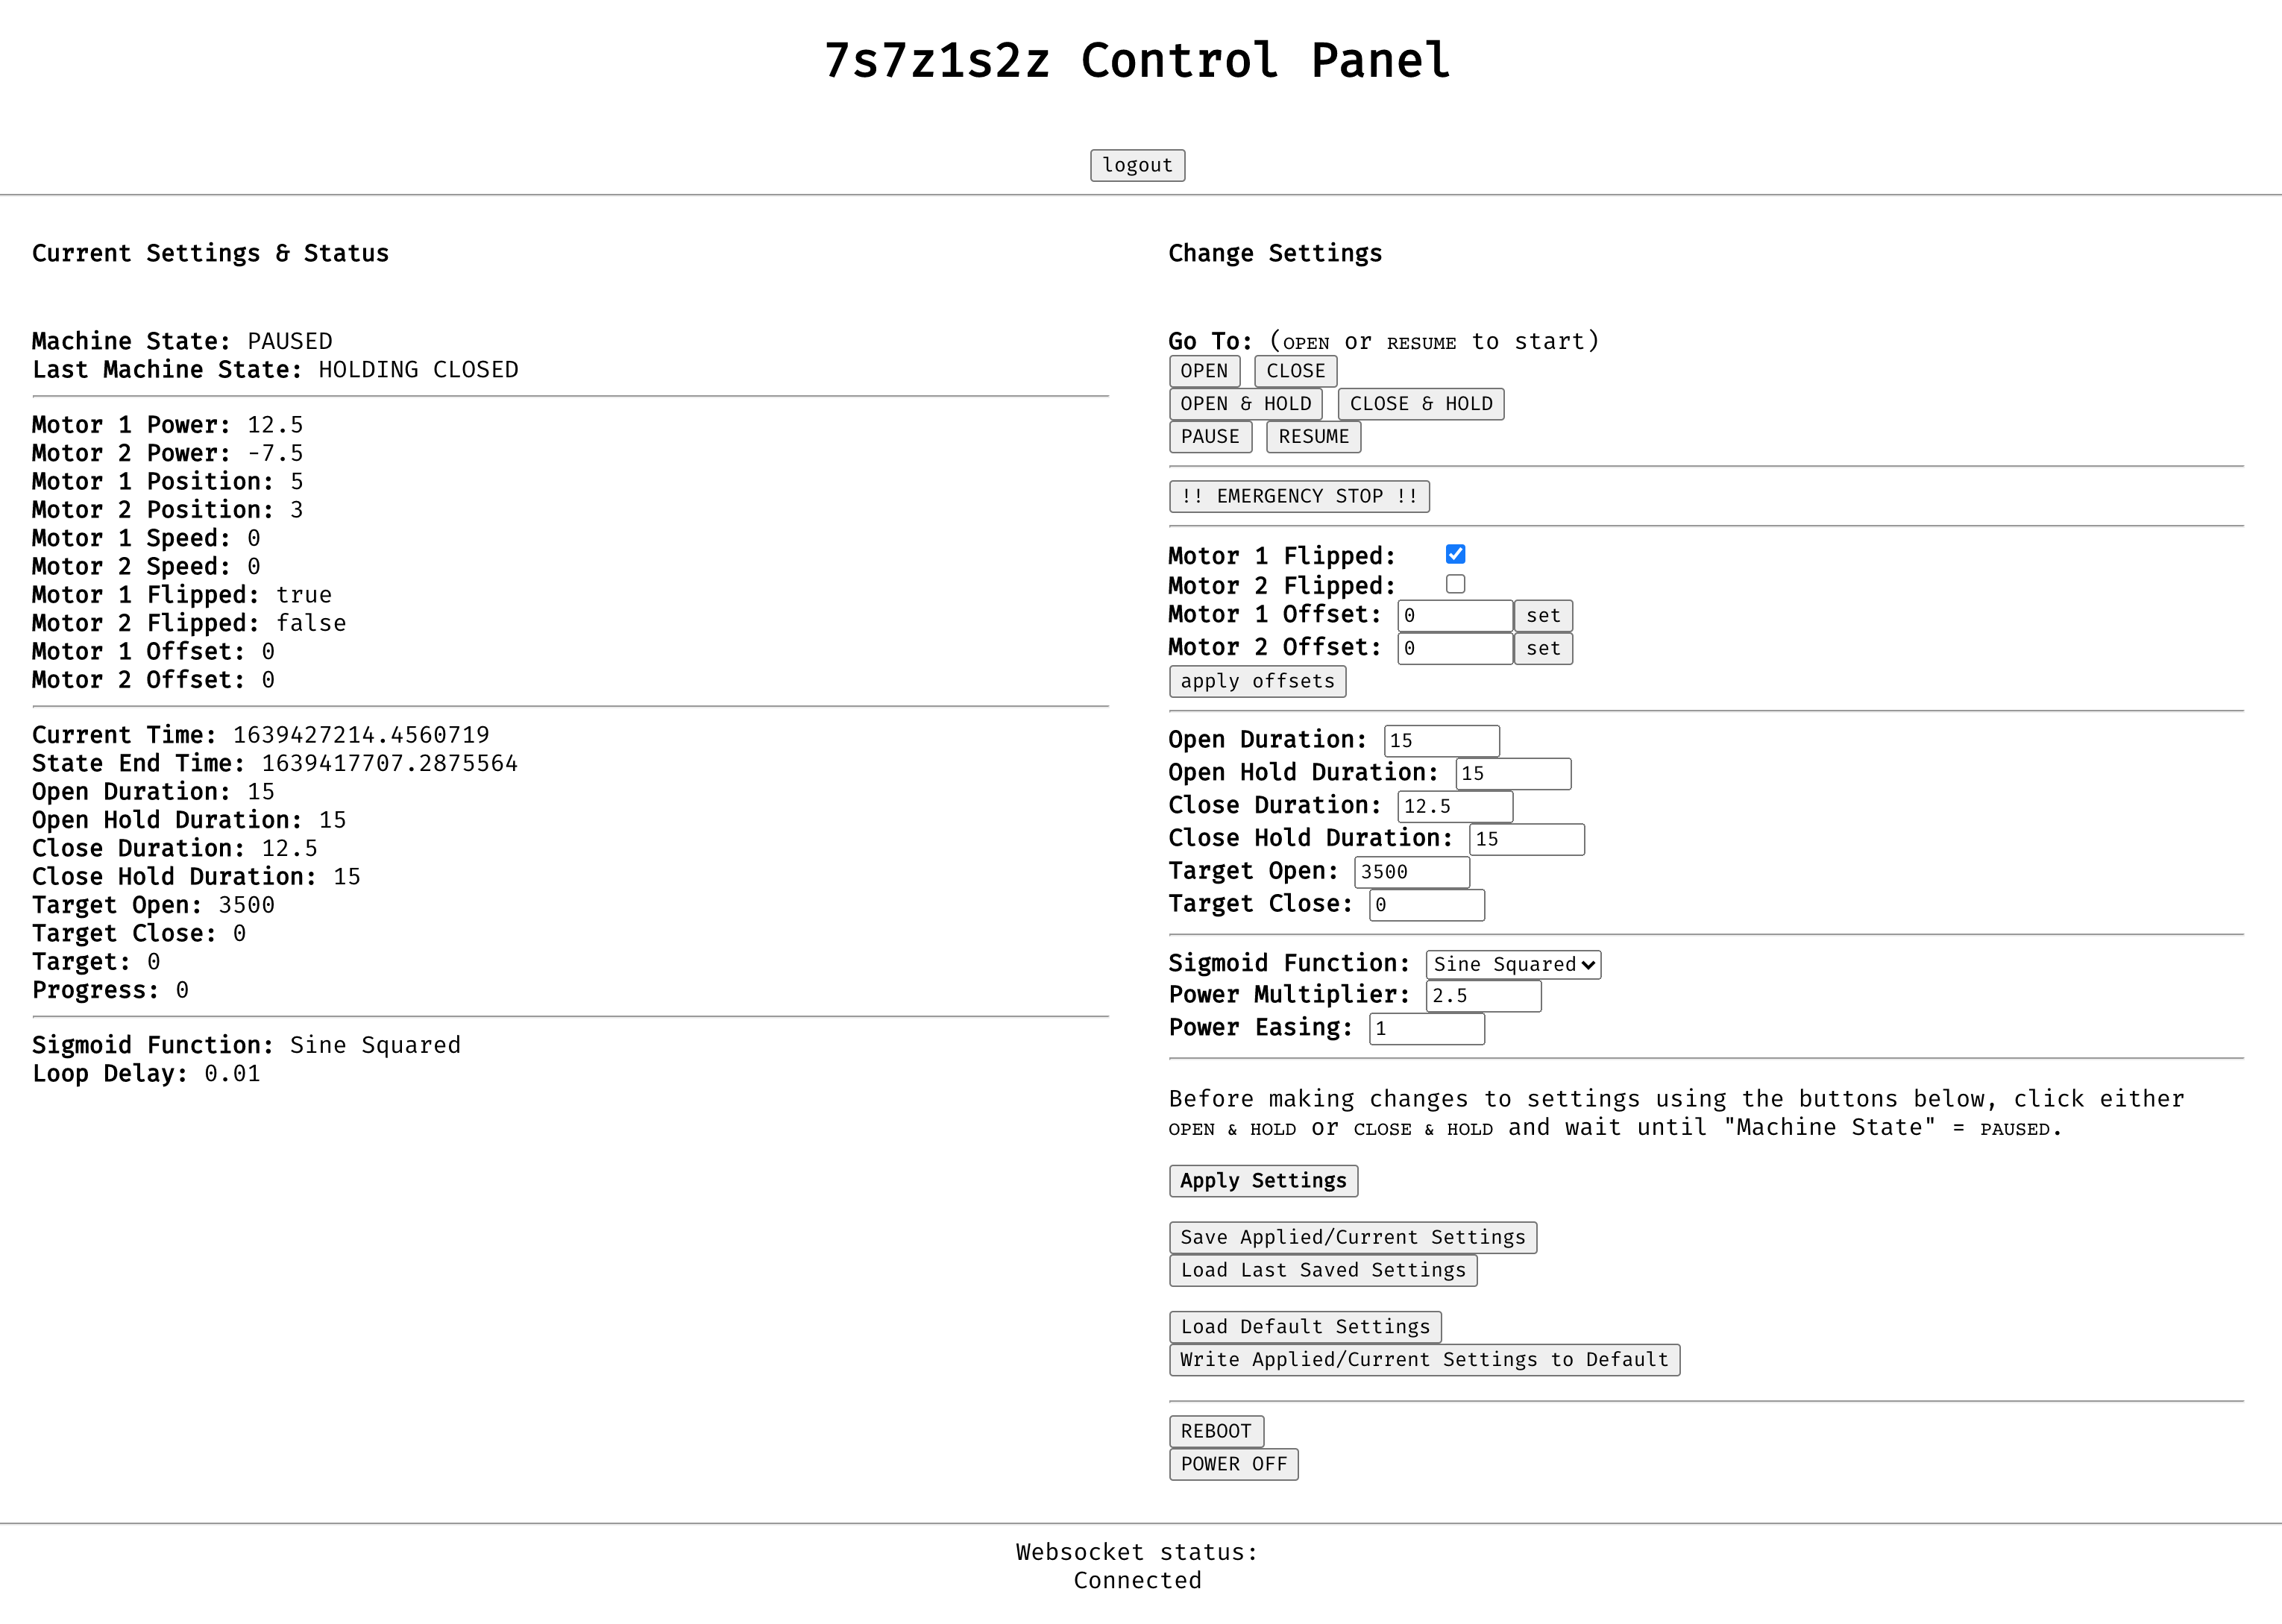 7s7z1s2z Control Panel
logout
Current Settings & Status
Machine State: PAUSED
Last Machine State: HOLDING CLOSED
Motor 1 Power: 12.5
Motor 2 Power: -7.5
Motor 1 Position: 5
Motor 2 Position: 3
Motor 1 Speed: 0
Motor 2 Speed: 0
Motor 1 Flipped: true
Motor 2 Flipped: false
Motor 1 Offset: 0
Motor 2 Offset: 0
Current Time: 1639427214.4560719
State End Time: 1639417707.2875564
Open Duration: 15
Open Hold Duration: 15
Close Duration: 12.5
Close Hold Duration: 15
Target Open: 3500
Target Close: 0
Target: 0
Progress: 0
Sigmoid Function: Sine Squared
Loop Delay: 0.01
Change Settings
Go To: (OPEN or RESUME to start)
OPEN CLOSE
OPEN & HOLD CLOSE & HOLD
PAUSE RESUME
!! EMERGENCY STOP !!
Motor 1 Flipped:
Motor 2 Flipped:
Motor 1 Offset: 0 set
Motor 2 Offset: 0 set
apply offsets
Open Duration: 15
Open Hold Duration: 15
Close Duration: 12.5
Close Hold Duration: 15
Target Open: 3500
Target Close: 0
Sigmoid Function: Sine Squared
Power Multiplier: 2.5
Power Easing: 1
Before making changes to settings using the buttons below, click either
OPEN & HOLD or CLOSE & HOLD and wait until "Machine State" = PAUSED.
Apply Settings
Save Applied/Current Settings
Load Last Saved Settings
Load Default Settings
Write Applied/Current Settings to Default
REBOOT
POWER OFF
Websocket status:
Connected